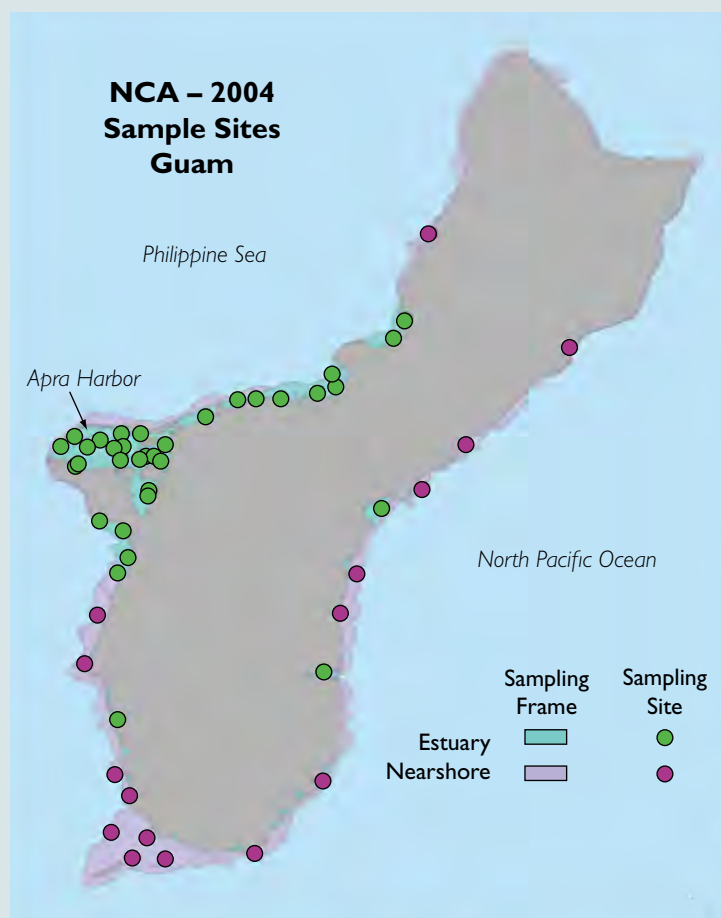 NCA – 2004
Sample Sites
Guam
Philippine Sea
Apra Harbor
North Pacific Ocean
Sampling Frame
Sampling Site
Estuary
Nearshore